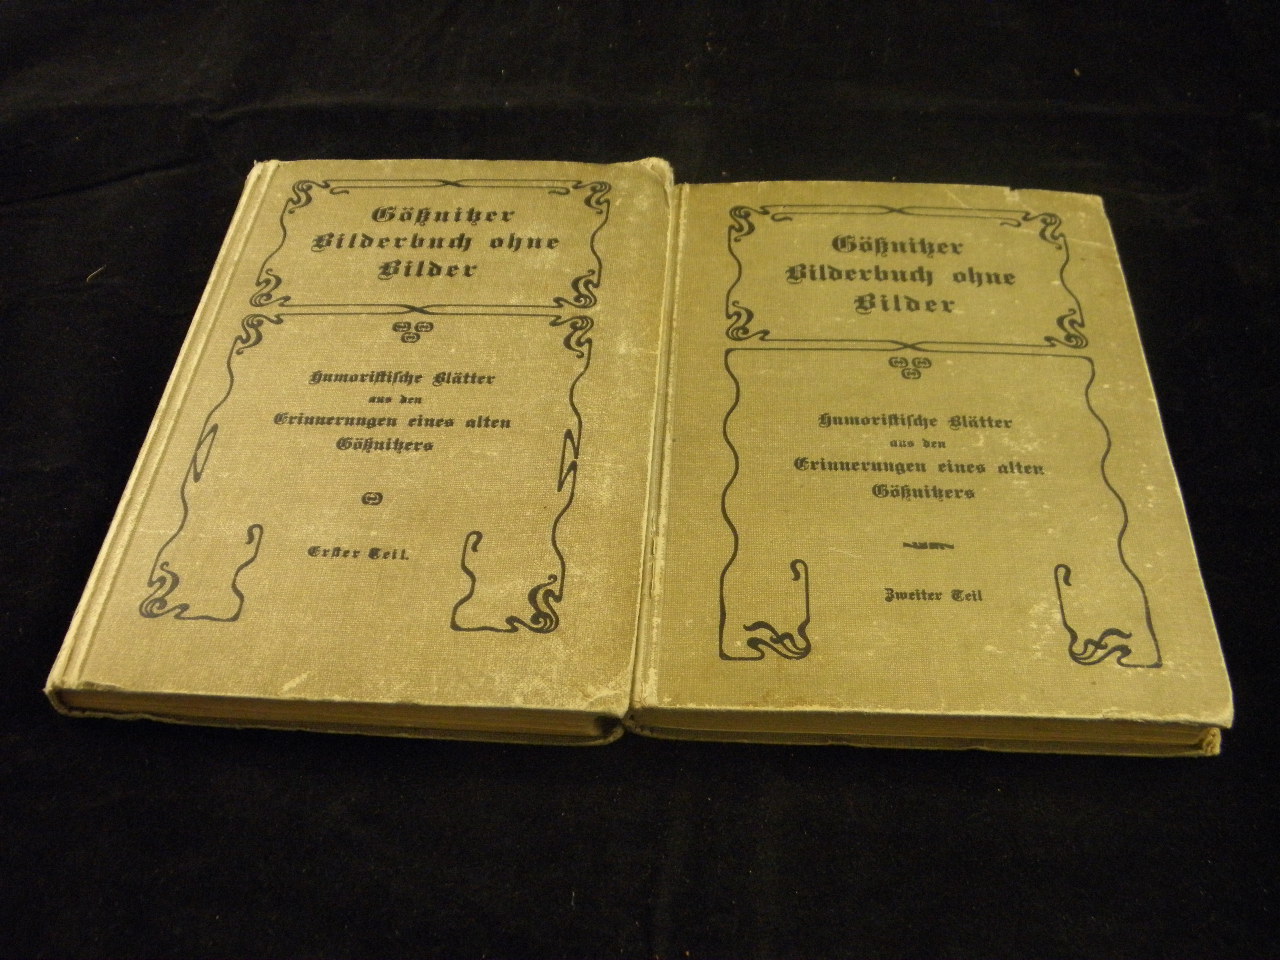 Gößnitzer
Bilderbuch ohne
Bilder
Humoristische Blätter
aus den
Erinnerungen eines alten
Gößnitzers
Erster Teil.
Gößnitzer
Bilderbuch ohne
Bilder
Humoristische Blätter
aus den
Erinnerungen eines alten
Gößnitzers
Zweiter Teil